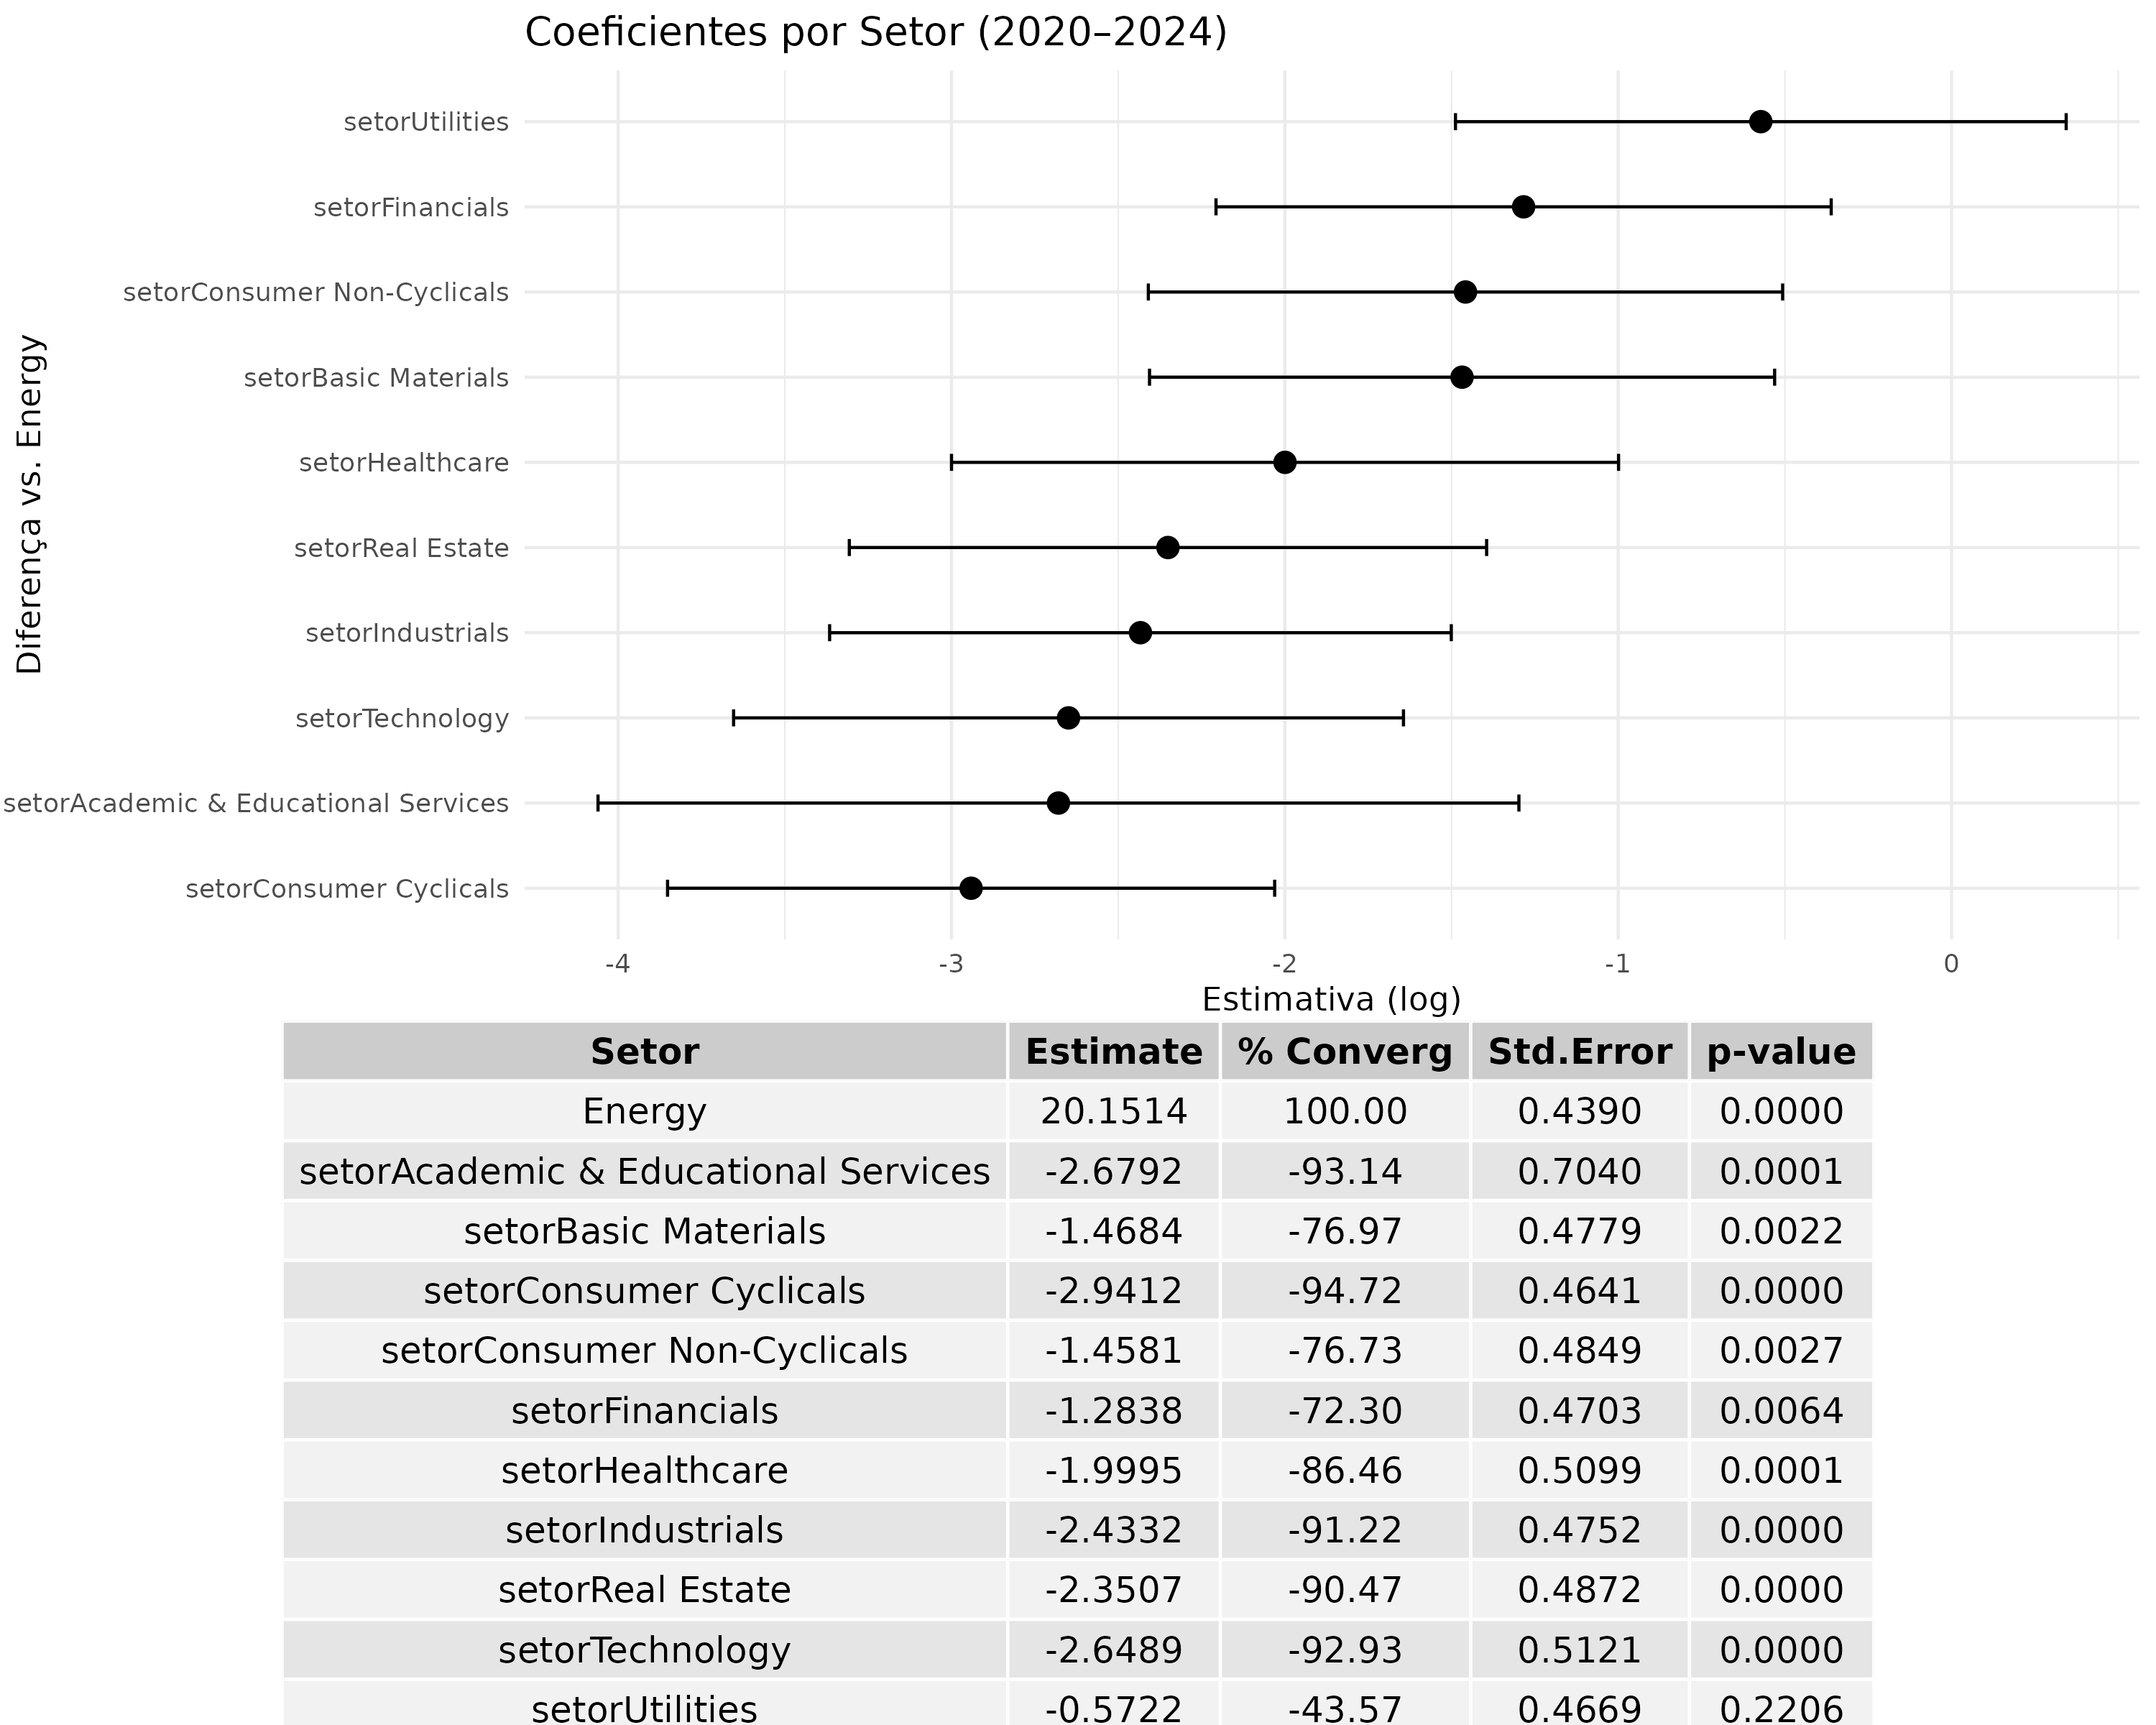 Coeficientes por Setor (2020–2024)
Diferença vs. Energy
setorUtilities
setorFinancials
setorConsumer Non-Cyclicals
setorBasic Materials
setorHealthcare
setorReal Estate
setorIndustrials
setorTechnology
setorAcademic & Educational Services
setorConsumer Cyclicals
-4 -3 -2 -1 0
Estimativa (log)
Setor Estimate % Converg Std.Error p-value
Energy 20.1514 100.00 0.4390 0.0000
setorAcademic & Educational Services -2.6792 -93.14 0.7040 0.0001
setorBasic Materials -1.4684 -76.97 0.4779 0.0022
setorConsumer Cyclicals -2.9412 -94.72 0.4641 0.0000
setorConsumer Non-Cyclicals -1.4581 -76.73 0.4849 0.0027
setorFinancials -1.2838 -72.30 0.4703 0.0064
setorHealthcare -1.9995 -86.46 0.5099 0.0001
setorIndustrials -2.4332 -91.22 0.4752 0.0000
setorReal Estate -2.3507 -90.47 0.4872 0.0000
setorTechnology -2.6489 -92.93 0.5121 0.0000
setorUtilities -0.5722 -43.57 0.4669 0.2206